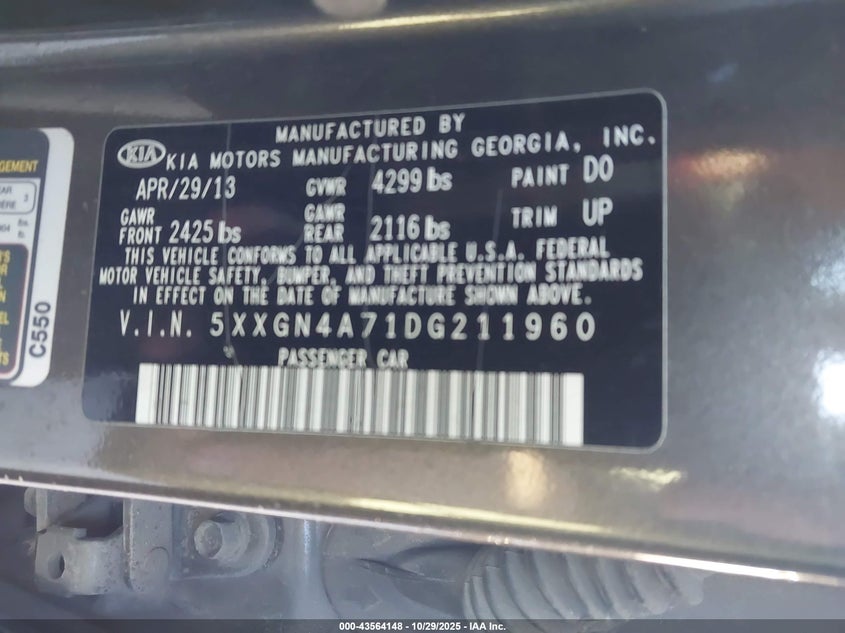 MANUFACTURED BY
KIA KIA MOTORS MANUFACTURING GEORGIA, INC.
APR/29/13 GVWR 4299 lbs PAINT D0
GAWR FRONT 2425 lbs GAWR REAR 2116 lbs TRIM UP
THIS VEHICLE CONFORMS TO ALL APPLICABLE U.S.A. FEDERAL
MOTOR VEHICLE SAFETY, BUMPER, AND THEFT PREVENTION STANDARDS
IN EFFECT ON THE DATE OF MANUFACTURE SHOWN ABOVE.
V.I.N. 5XXGN4A71DG211960
PASSENGER CAR
C550
000-43564148 - 10/29/2025 - IAA Inc.